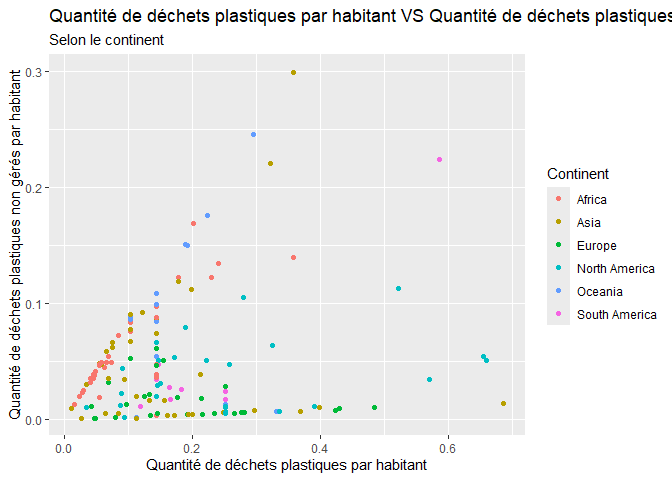 Quantité de déchets plastiques par habitant VS Quantité de déchets plastiques
Selon le continent
Quantité de déchets plastiques non gérés par habitant
0.3
0.2
0.1
0.0
0.0 0.2 0.4 0.6
Quantité de déchets plastiques par habitant
Continent
Africa
Asia
Europe
North America
Oceania
South America